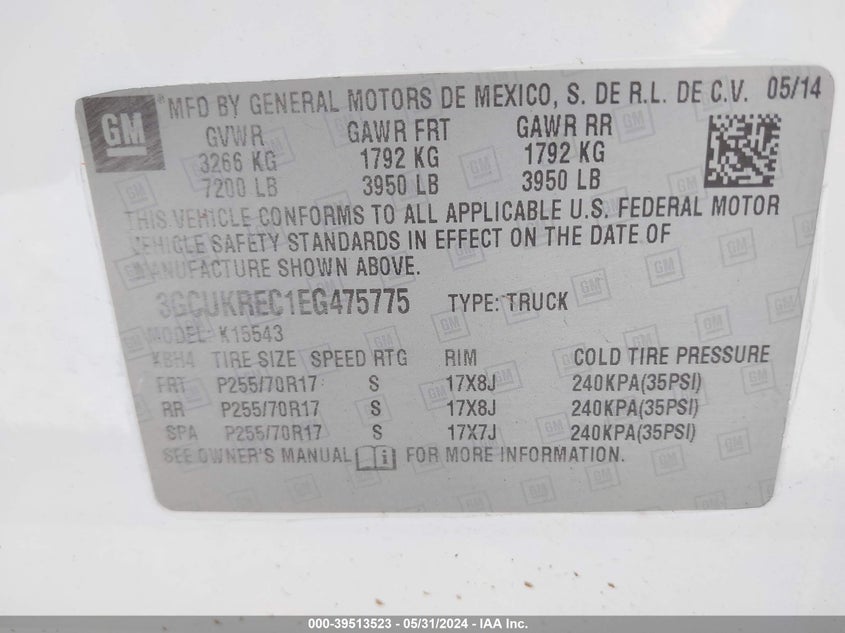 GM ® MFD BY GENERAL MOTORS DE MEXICO, S. DE R.L. DE C.V. 05/14
GVWR GAWR FRT GAWR RR
3266 KG 1792 KG 1792 KG
7200 LB 3950 LB 3950 LB
THIS VEHICLE CONFORMS TO ALL APPLICABLE U.S. FEDERAL MOTOR
VEHICLE SAFETY STANDARDS IN EFFECT ON THE DATE OF
MANUFACTURE SHOWN ABOVE.
3GCUKREC1EG475775 TYPE: TRUCK
MODEL: K15543
KBH4 TIRE SIZE SPEED RTG RIM COLD TIRE PRESSURE
FRT P255/70R17 S 17X8J 240KPA(35PSI)
RR P255/70R17 S 17X8J 240KPA(35PSI)
SPA P255/70R17 S 17X7J 240KPA(35PSI)
SEE OWNER'S MANUAL i FOR MORE INFORMATION.
000-39513523 - 05/31/2024 - IAA Inc.